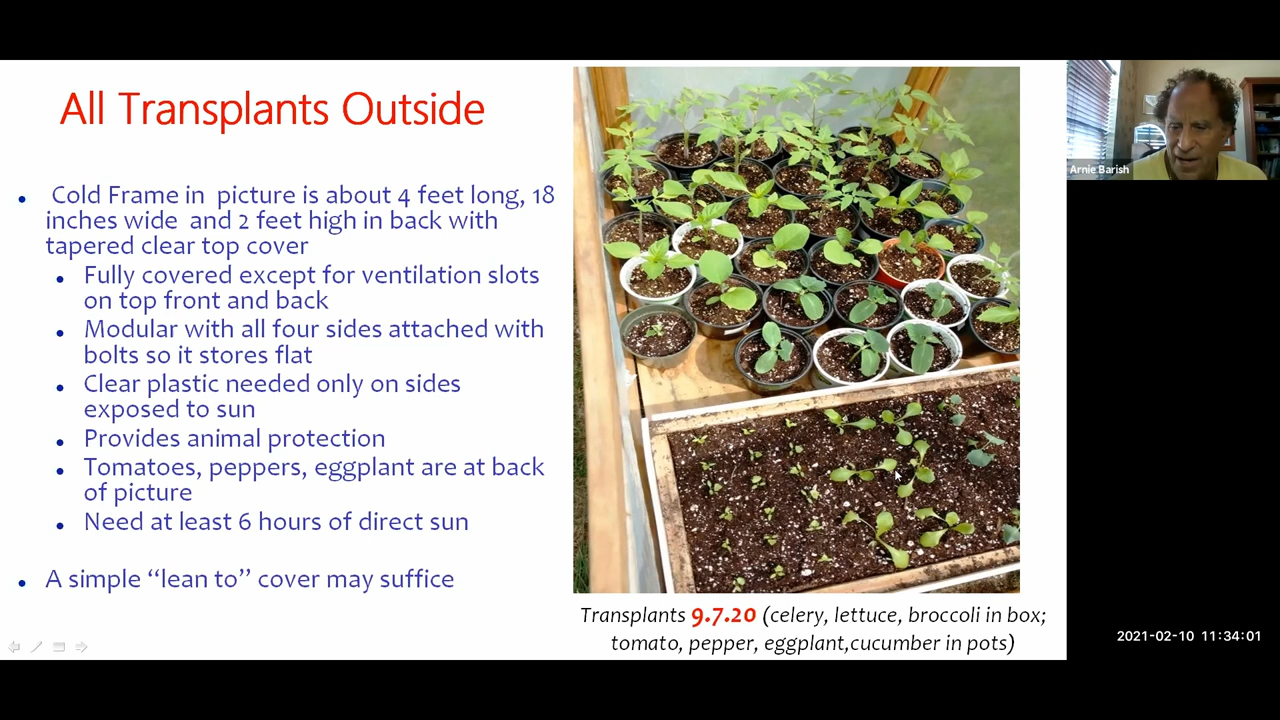 All Transplants Outside
Cold Frame in picture is about 4 feet long, 18
inches wide and 2 feet high in back with
tapered clear top cover
Fully covered except for ventilation slots
on top front and back
Modular with all four sides attached with
bolts so it stores flat
Clear plastic needed only on sides
exposed to sun
Provides animal protection
Tomatoes, peppers, eggplant are at back
of picture
Need at least 6 hours of direct sun
A simple “lean to” cover may suffice
Transplants 9.7.20 (celery, lettuce, broccoli in box;
tomato, pepper, eggplant,cucumber in pots)
Arnie Barish
2021-02-10 11:34:01